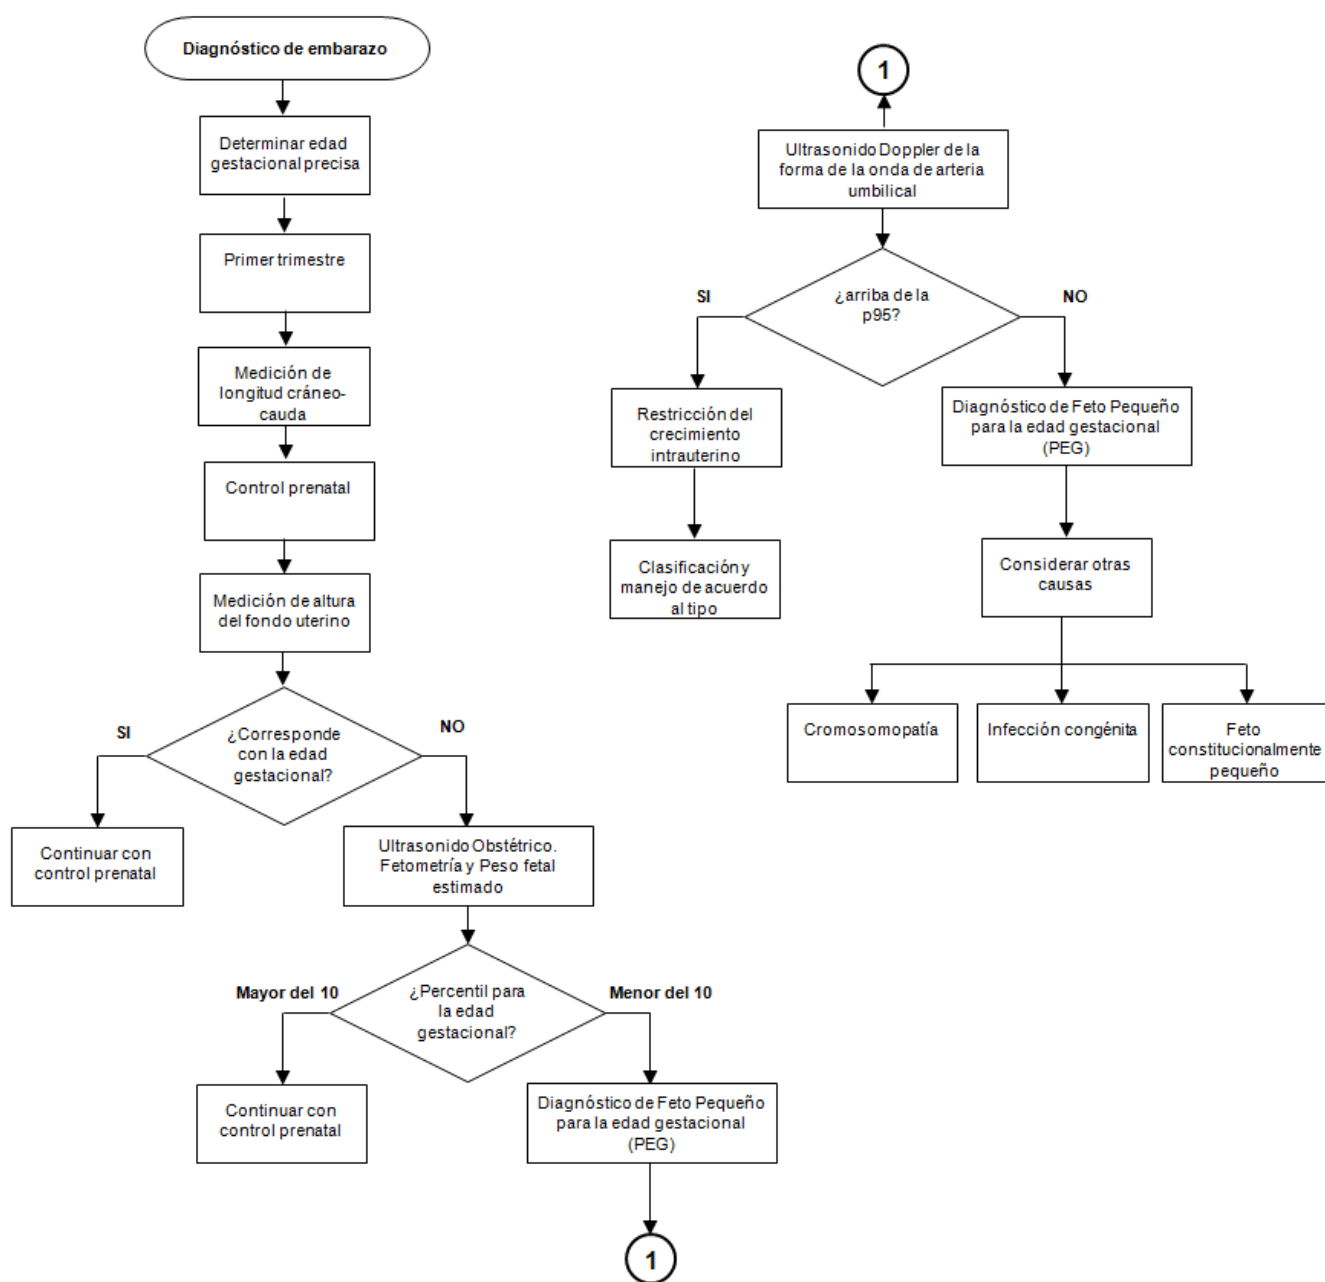 Diagnóstico de embarazo
Determinar edad
gestacional precisa
Primer trimestre
Medición de
longitud cráneo-
cauda
Control prenatal
Medición de altura
del fondo uterino
¿Corresponde
con la edad
gestacional?
SI
NO
Continuar con
control prenatal
Ultrasonido Obstétrico.
Fetometría y Peso fetal
estimado
¿Percentil para
la edad
gestacional?
Mayor del 10
Menor del 10
Continuar con
control prenatal
Diagnóstico de Feto Pequeño
para la edad gestacional
(PEG)
1
1
Ultrasonido Doppler de la
forma de la onda de arteria
umbilical
¿arriba de la
p95?
SI
NO
Restricción del
crecimiento
intrauterino
Clasificación y
manejo de acuerdo
al tipo
Diagnóstico de Feto Pequeño
para la edad gestacional
(PEG)
Considerar otras
causas
Cromosomopatía
Infección congénita
Feto
constitucionalmente
pequeño